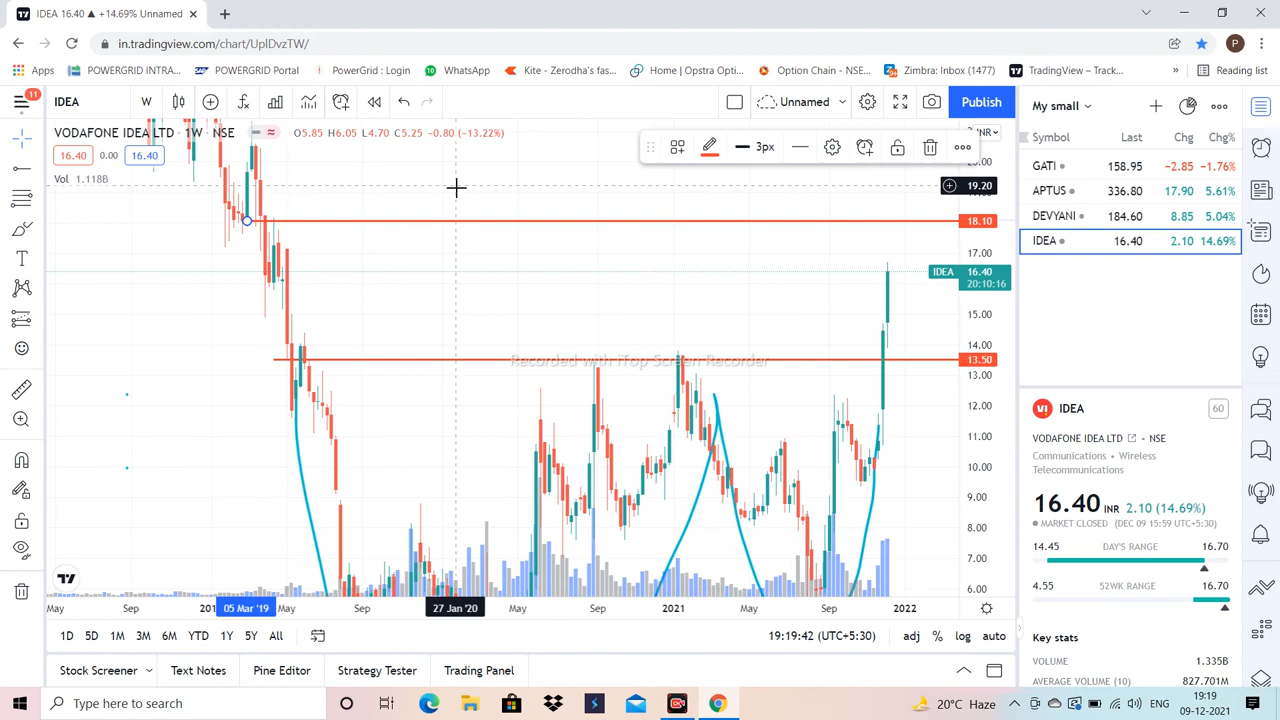 IDEA 16.40 ▲ +14.69% Unnamed
in.tradingview.com/chart/UplDvzTW/
P
Apps POWERGRID INTRA... POWERGRID Portal PowerGrid : Login WhatsApp Kite - Zerodha's fas... Home | Opstra Opti... Option Chain - NSE... Zimbra: Inbox (1477) TradingView – Track... » Reading list
11 IDEA W Unnamed Publish My small
VODAFONE IDEA LTD · 1W · NSE O5.85 H6.05 L4.70 C5.25 -0.80 (-13.22%)
16.40 0.00 16.40
Vol 1.118B
3px
Symbol Last Chg Chg%
GATI 158.95 -2.85 -1.76%
APTUS 336.80 17.90 5.61%
DEVYANI 184.60 8.85 5.04%
IDEA 16.40 2.10 14.69%
19.20
18.10
17.00
IDEA 16.40
20:10:16
15.00
13.50
Recorded with iTop Screen Recorder
13.00
12.00
11.00
10.00
9.00
8.00
7.00
6.00
IDEA 60
VODAFONE IDEA LTD · NSE
Communications • Wireless
Telecommunications
16.40 INR 2.10 (14.69%)
MARKET CLOSED (DEC 09 15:59 UTC+5:30)
14.45 DAY'S RANGE 16.70
4.55 52WK RANGE 16.70
Key stats
VOLUME 1.335B
AVERAGE VOLUME (10) 827.701M
May Sep 05 Mar '19 May Sep 27 Jan '20 May Sep 2021 May Sep 2022
1D 5D 1M 3M 6M YTD 1Y 5Y All 19:19:42 (UTC+5:30) adj % log auto
Stock Screener Text Notes Pine Editor Strategy Tester Trading Panel
Type here to search
20°C Haze ENG
19:19
09-12-2021